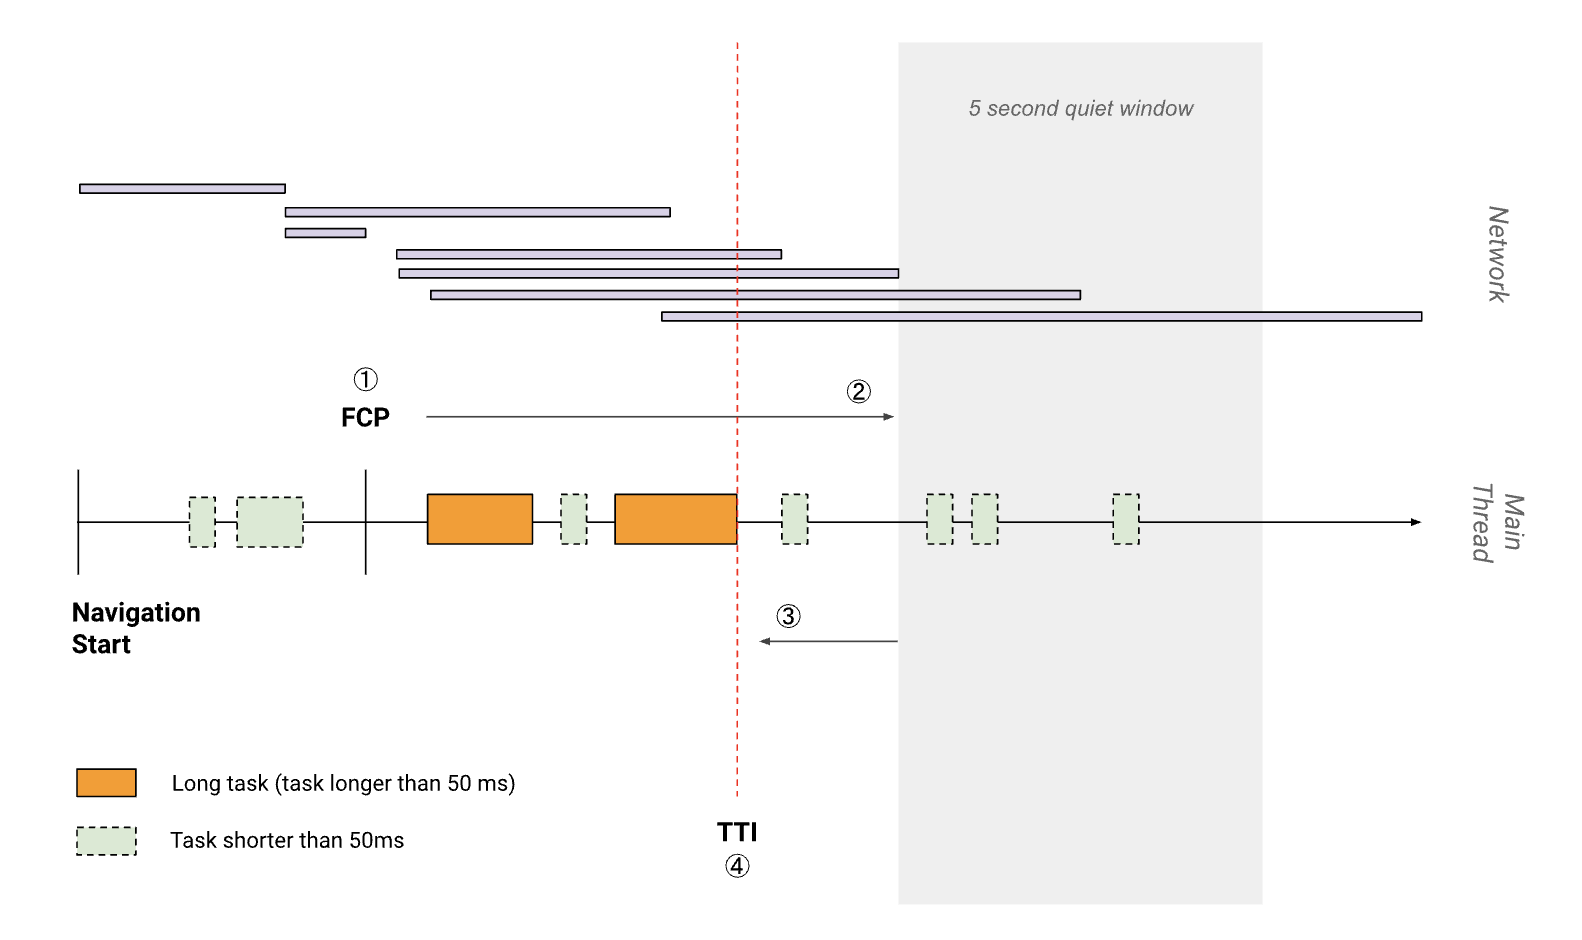 5 second quiet window
Network
①
FCP
②
Main
Thread
Navigation
Start
③
Long task (task longer than 50 ms)
Task shorter than 50ms
TTI
④